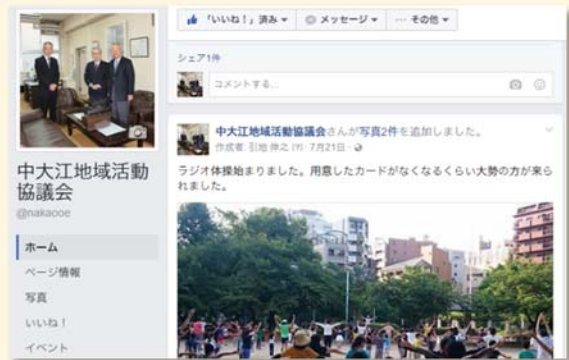 「いいね！」済み
メッセージ
その他
シェア1件
コメントする...
中大江地域活動協議会さんが写真2件を追加しました。
作成者: 引地 伸之 (?) · 7月21日 ·
ラジオ体操始まりました。用意したカードがなくなるくらい大勢の方が来ら
れました。
中大江地域活動
協議会
@nakaooe
ホーム
ページ情報
写真
いいね！
イベント